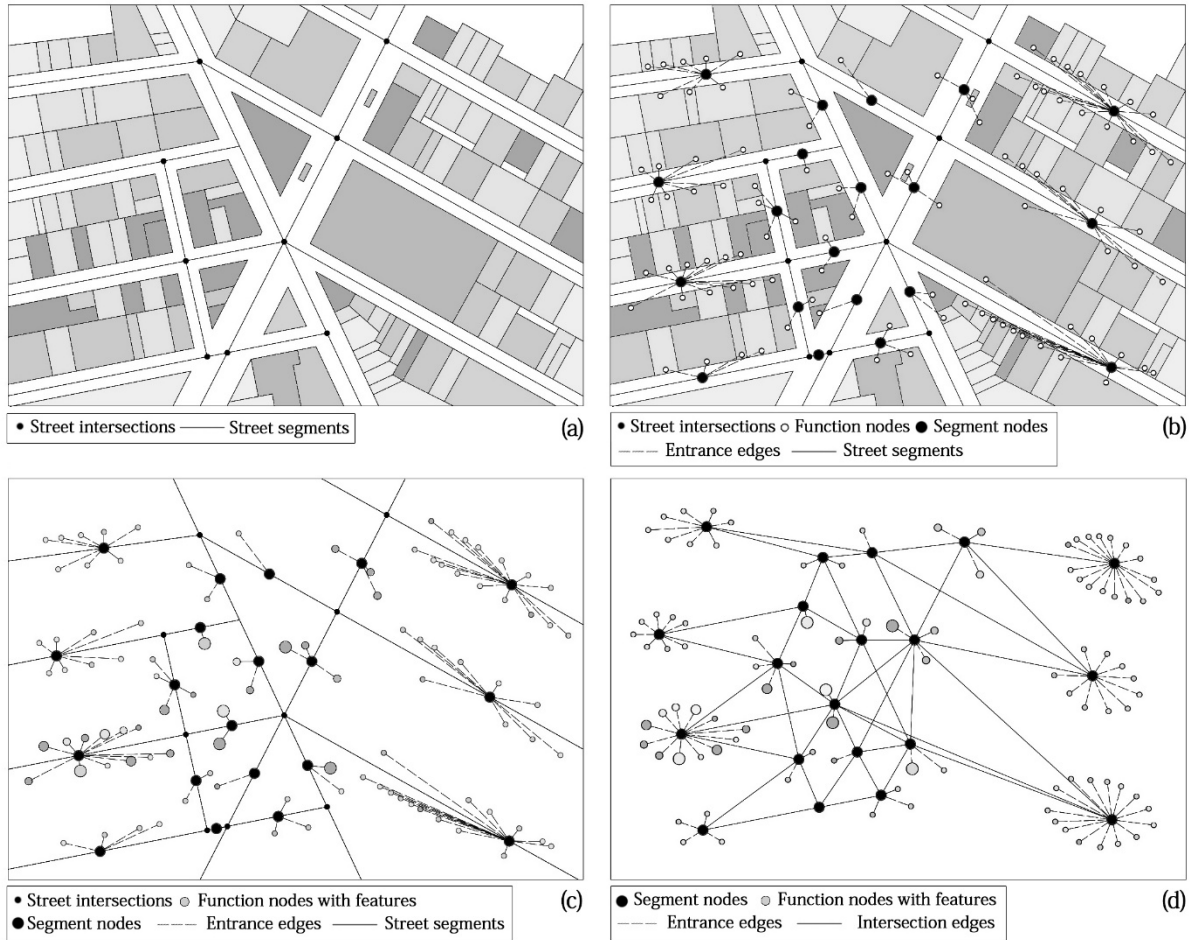 Street intersections Street segments
(a)
Street intersections Function nodes Segment nodes
Entrance edges Street segments
(b)
Street intersections Function nodes with features
Segment nodes Entrance edges Street segments
(c)
Segment nodes Function nodes with features
Entrance edges Intersection edges
(d)